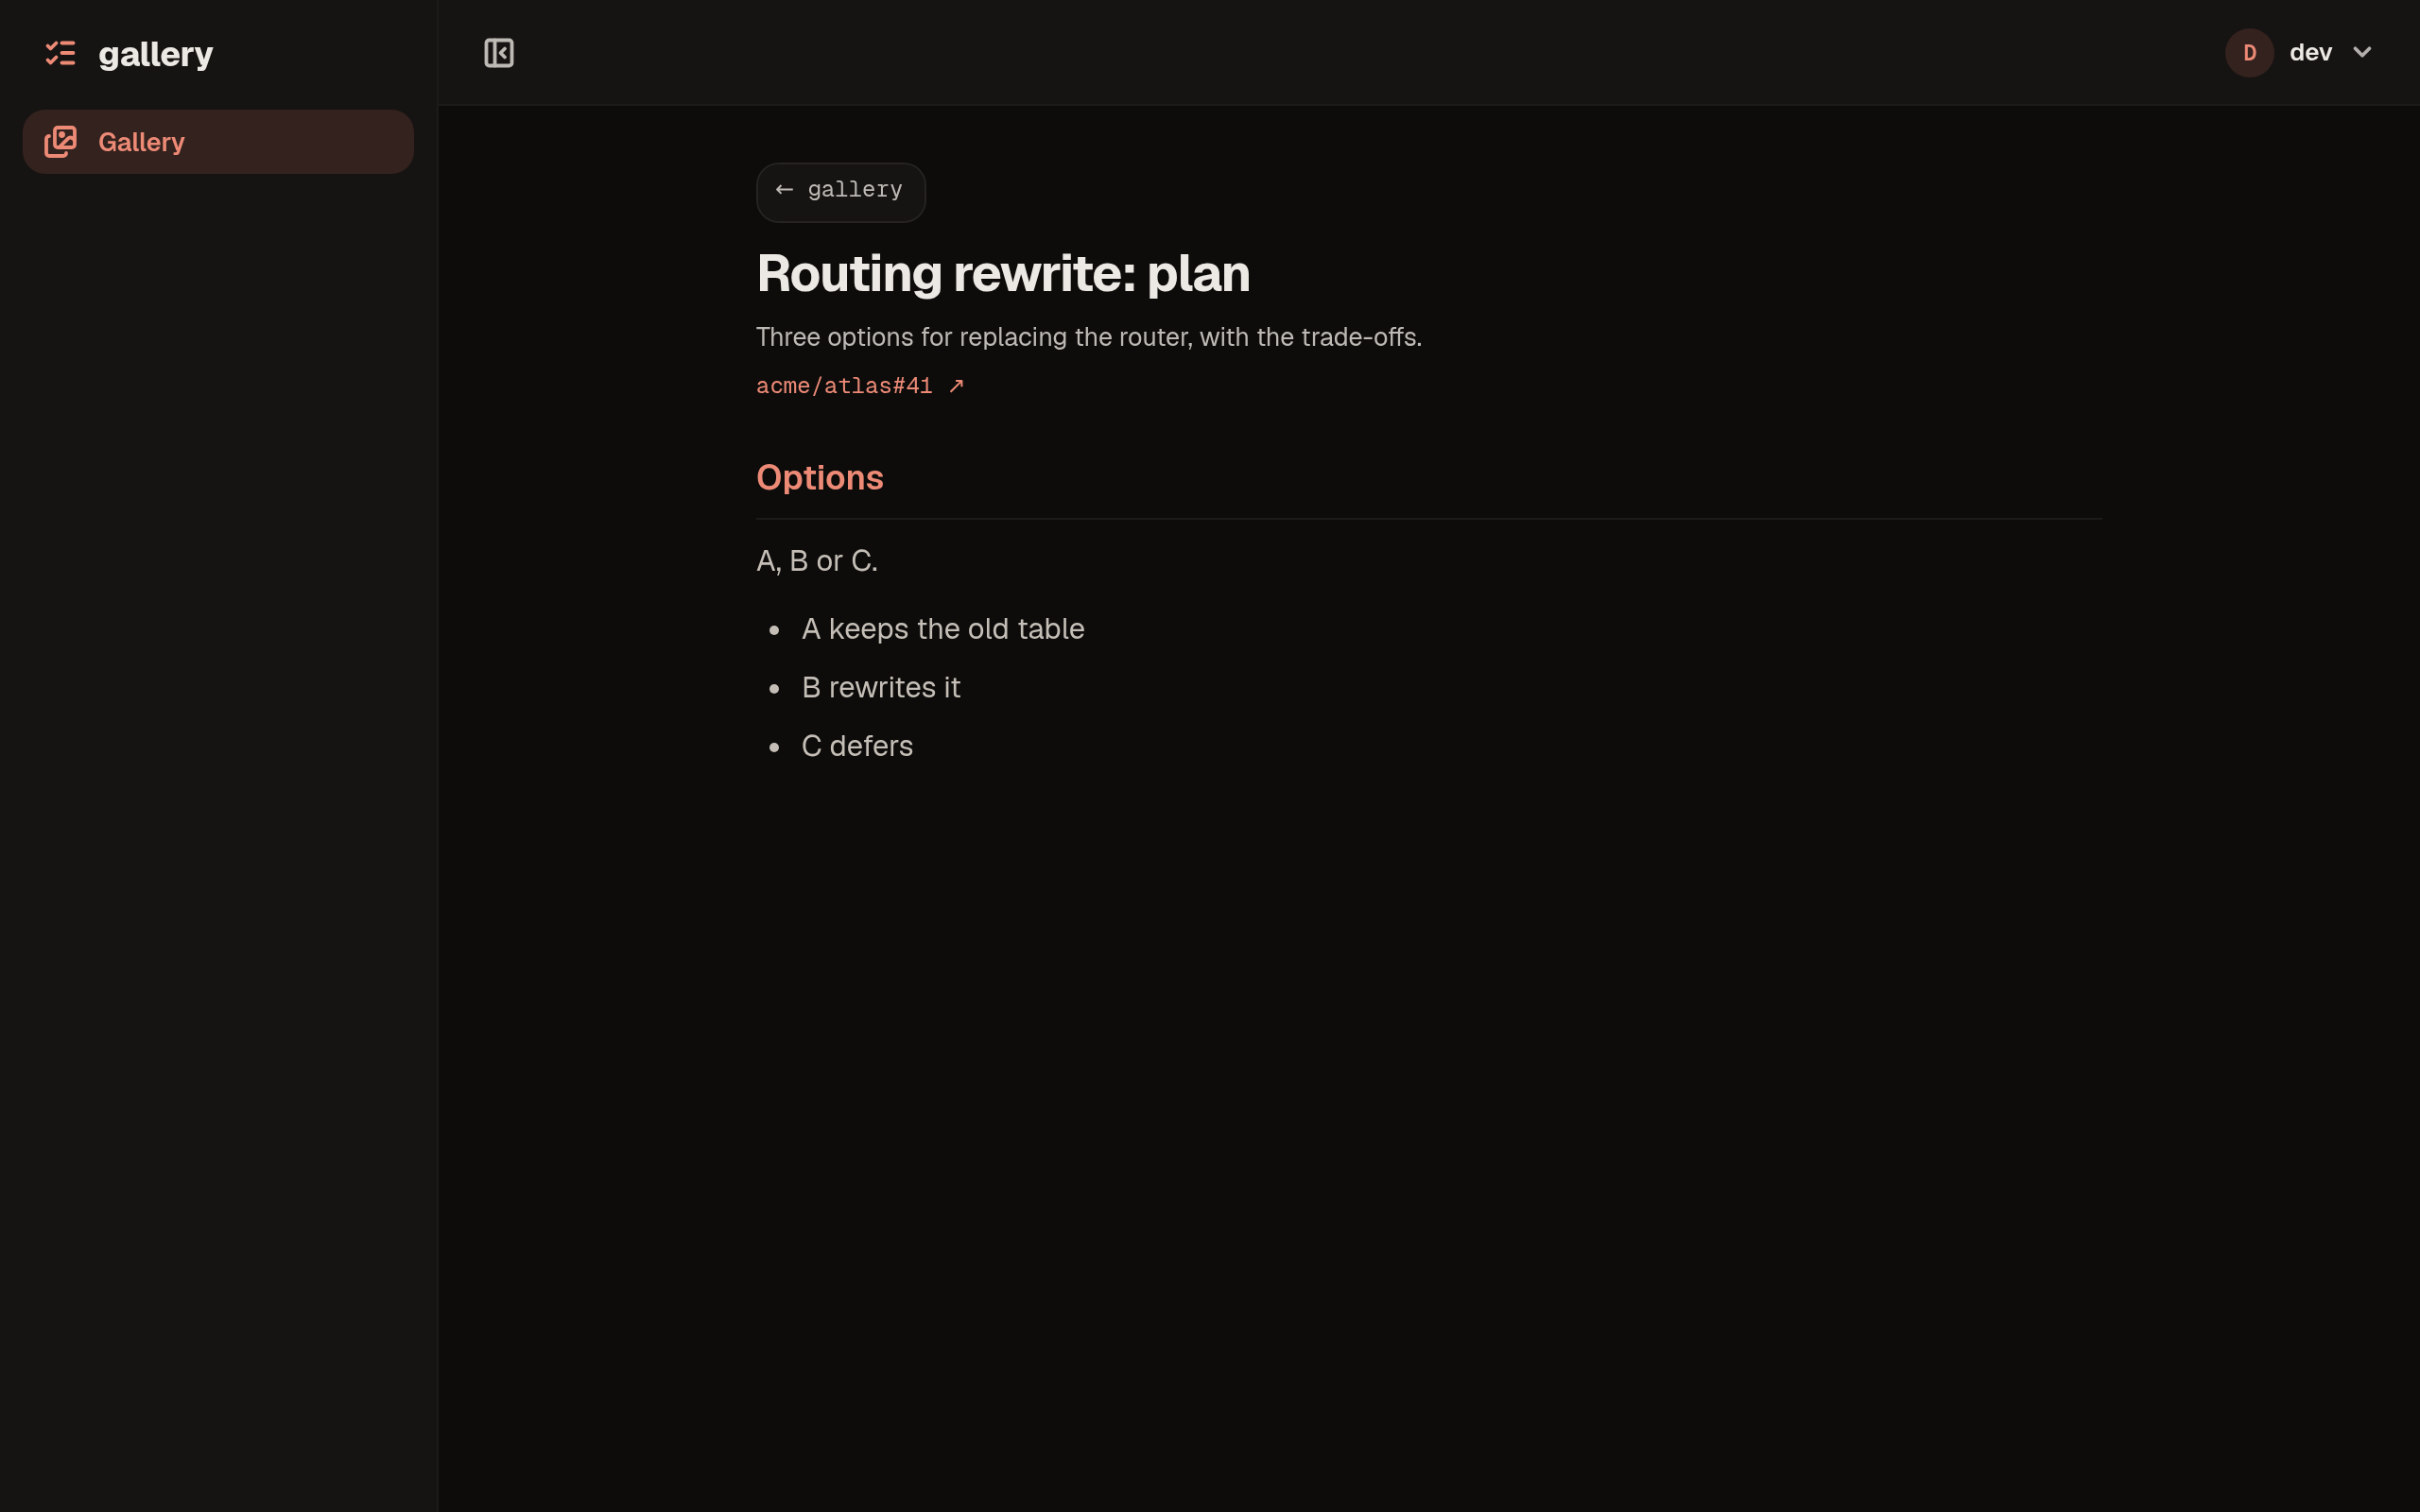 gallery
Gallery
D dev
← gallery
Routing rewrite: plan
Three options for replacing the router, with the trade-offs.
acme/atlas#41 ↗
Options
A, B or C.
• A keeps the old table
• B rewrites it
• C defers